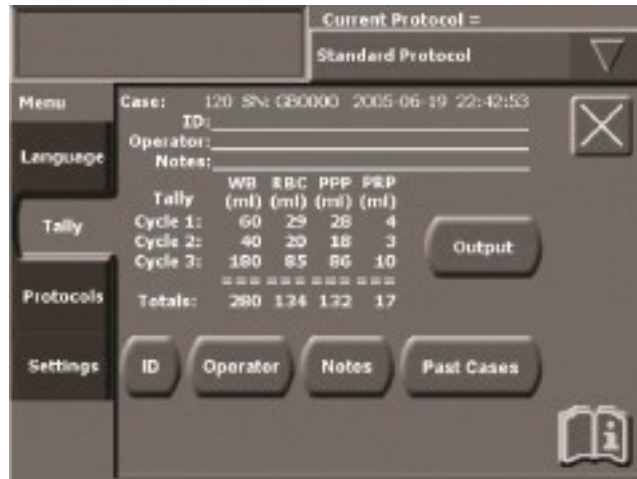 Current Protocol =
Standard Protocol
Menu
Language
Tally
Protocols
Settings
Case: 120 SN: GB0000 2005-06-19 22:42:53
ID:
Operator:
Notes:
WB RBC PPP PRP
Tally (ml) (ml) (ml) (ml)
Cycle 1: 60 29 28 4
Cycle 2: 40 20 18 3
Cycle 3: 180 85 86 10
=== === === ===
Totals: 280 134 132 17
Output
ID Operator Notes Past Cases
i